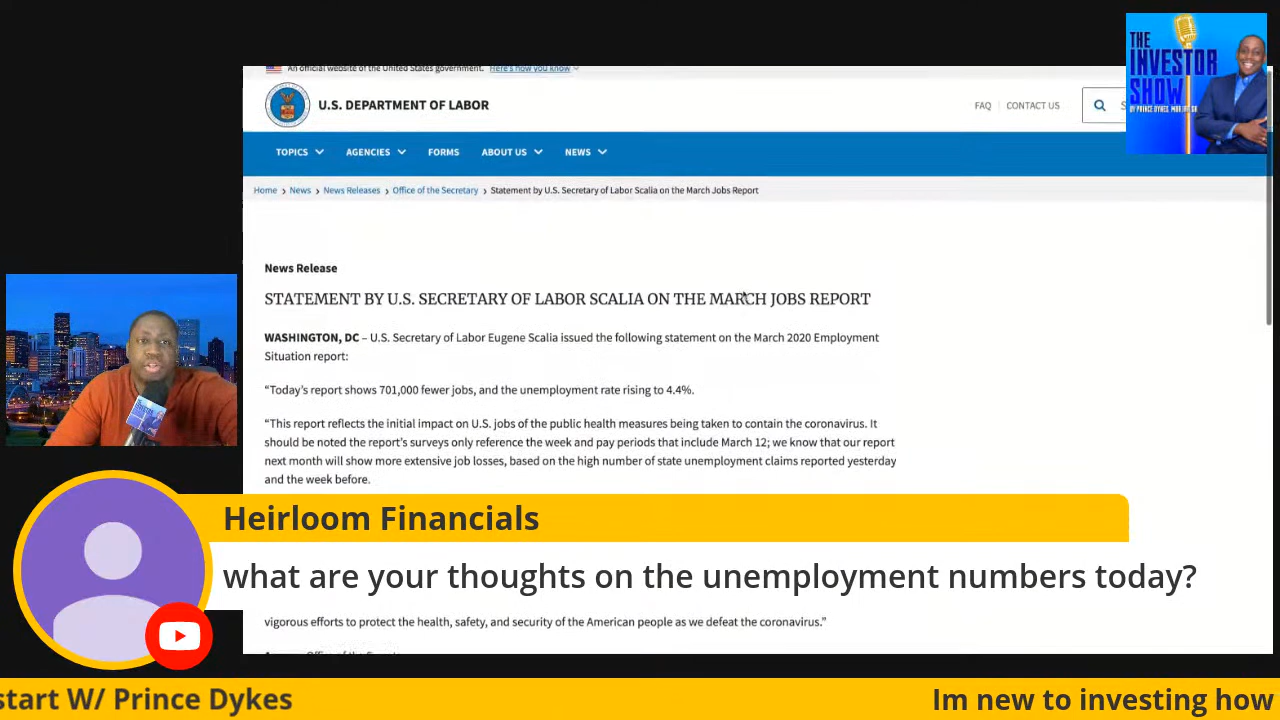 An official website of the United States government. Here's how you know
U.S. DEPARTMENT OF LABOR
FAQ CONTACT US S
THE
INVESTOR
SHOW
TOPICS AGENCIES FORMS ABOUT US NEWS
Home > News > News Releases > Office of the Secretary > Statement by U.S. Secretary of Labor Scalia on the March Jobs Report
News Release
STATEMENT BY U.S. SECRETARY OF LABOR SCALIA ON THE MARCH JOBS REPORT
WASHINGTON, DC – U.S. Secretary of Labor Eugene Scalia issued the following statement on the March 2020 Employment
Situation report:
“Today's report shows 701,000 fewer jobs, and the unemployment rate rising to 4.4%.
“This report reflects the initial impact on U.S. jobs of the public health measures being taken to contain the coronavirus. It
should be noted the report's surveys only reference the week and pay periods that include March 12; we know that our report
next month will show more extensive job losses, based on the high number of state unemployment claims reported yesterday
and the week before.
Heirloom Financials
what are your thoughts on the unemployment numbers today?
vigorous efforts to protect the health, safety, and security of the American people as we defeat the coronavirus.”
start W/ Prince Dykes Im new to investing how